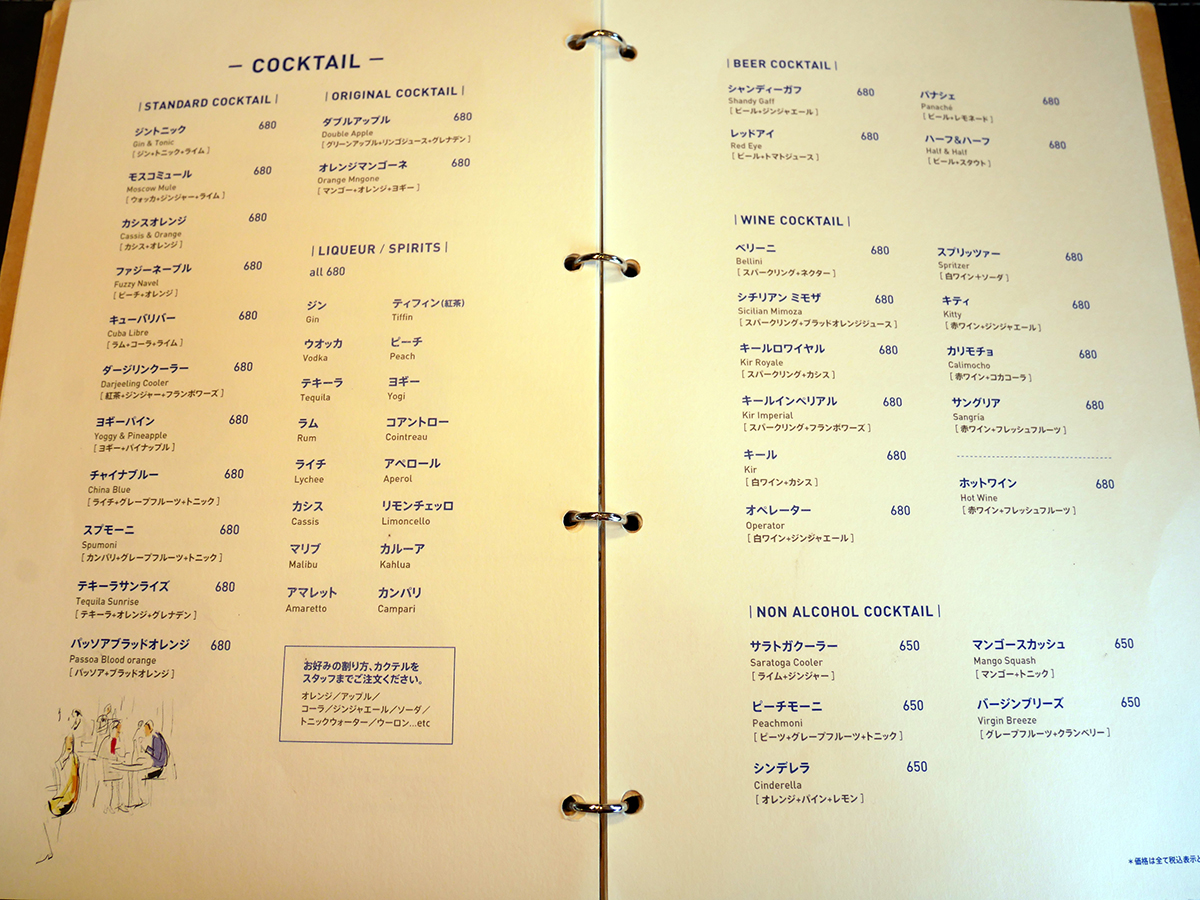 — COCKTAIL —
|STANDARD COCKTAIL|
ジントニック 680
Gin & Tonic
[ジン+トニック+ライム]
モスコミュール 680
Moscow Mule
[ウォッカ+ジンジャー+ライム]
カシスオレンジ 680
Cassis & Orange
[カシス+オレンジ]
ファジーネーブル 680
Fuzzy Navel
[ピーチ+オレンジ]
キューバリバー 680
Cuba Libre
[ラム+コーラ+ライム]
ダージリンクーラー 680
Darjeeling Cooler
[紅茶+ジンジャー+フランボワーズ]
ヨギーパイン 680
Yoggy & Pineapple
[ヨギー+パイナップル]
チャイナブルー 680
China Blue
[ライチ+グレープフルーツ+トニック]
スプモーニ 680
Spumoni
[カンパリ+グレープフルーツ+トニック]
テキーラサンライズ 680
Tequila Sunrise
[テキーラ+オレンジ+グレナデン]
パッソアブラッドオレンジ 680
Passoa Blood orange
[パッソア+ブラッドオレンジ]
|ORIGINAL COCKTAIL|
ダブルアップル 680
Double Apple
[グリーンアップル+リンゴジュース+グレナデン]
オレンジマンゴーネ 680
Orange Mngone
[マンゴー+オレンジ+ヨギー]
|LIQUEUR / SPIRITS|
all 680
ジン ティフィン(紅茶)
Gin Tiffin
ウオッカ ピーチ
Vodka Peach
テキーラ ヨギー
Tequila Yogi
ラム コアントロー
Rum Cointreau
ライチ アペロール
Lychee Aperol
カシス リモンチェッロ
Cassis Limoncello
マリブ カルーア
Malibu Kahlua
アマレット カンパリ
Amaretto Campari
お好みの割り方、カクテルを
スタッフまでご注文ください。
オレンジ／アップル／
コーラ／ジンジャエール／ソーダ／
トニックウォーター／ウーロン...etc
|BEER COCKTAIL|
シャンディーガフ 680
Shandy Gaff
[ビール+ジンジャエール]
レッドアイ 680
Red Eye
[ビール+トマトジュース]
パナシェ 680
Panaché
[ビール+レモネード]
ハーフ&ハーフ 680
Half & Half
[ビール+スタウト]
|WINE COCKTAIL|
ベリーニ 680
Bellini
[スパークリング+ネクター]
シチリアン ミモザ 680
Sicilian Mimoza
[スパークリング+ブラッドオレンジジュース]
キールロワイヤル 680
Kir Royale
[スパークリング+カシス]
キールインペリアル 680
Kir Imperial
[スパークリング+フランボワーズ]
キール 680
Kir
[白ワイン+カシス]
オペレーター 680
Operator
[白ワイン+ジンジャエール]
スプリッツァー 680
Spritzer
[白ワイン+ソーダ]
キティ 680
Kitty
[赤ワイン+ジンジャエール]
カリモチョ 680
Calimocho
[赤ワイン+コカコーラ]
サングリア 680
Sangria
[赤ワイン+フレッシュフルーツ]
ホットワイン 680
Hot Wine
[赤ワイン+フレッシュフルーツ]
|NON ALCOHOL COCKTAIL|
サラトガクーラー 650
Saratoga Cooler
[ライム+ジンジャー]
ピーチモーニ 650
Peachmoni
[ピーツ+グレープフルーツ+トニック]
シンデレラ 650
Cinderella
[オレンジ+パイン+レモン]
マンゴースカッシュ 650
Mango Squash
[マンゴー+トニック]
バージンブリーズ 650
Virgin Breeze
[グレープフルーツ+クランベリー]
*価格は全て税込表示と